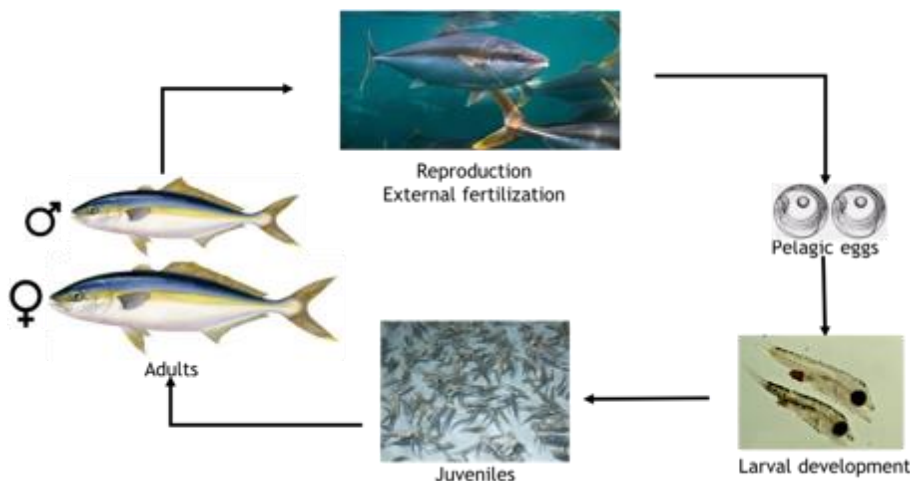 Reproduction
External fertilization
Pelagic eggs
Larval development
Juveniles
Adults
♂
♀